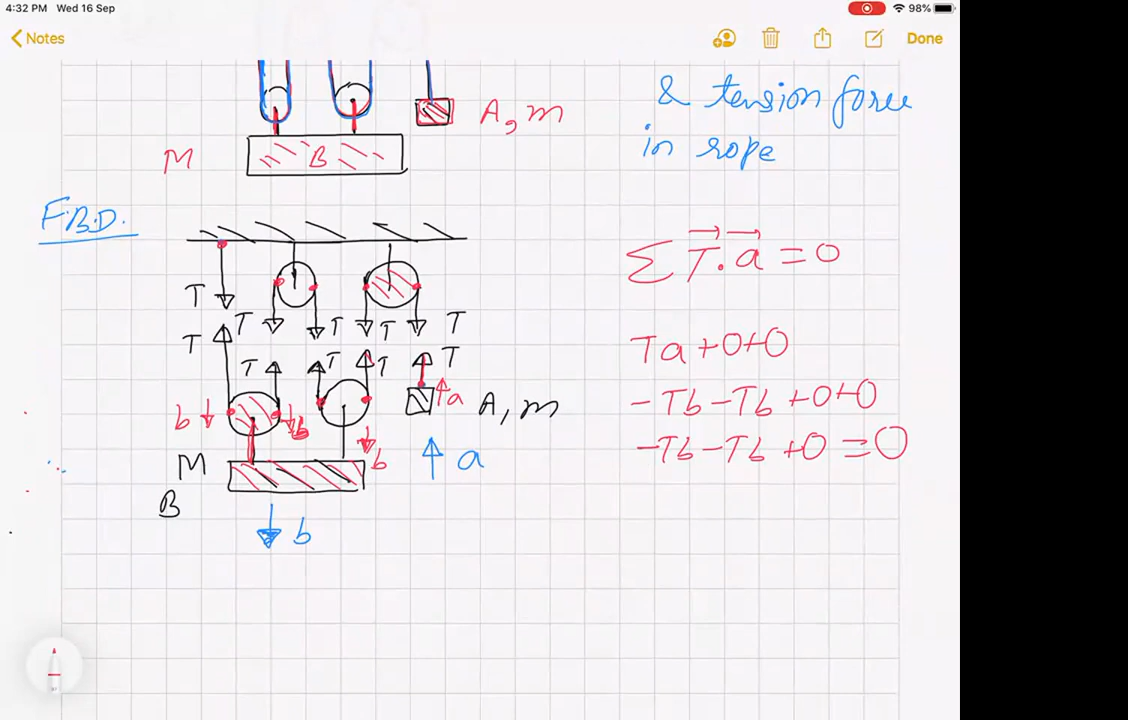 4:32 PM Wed 16 Sep
98%
Notes
Done
& tension force
in rope
A, m
M
B
F.B.D.
T
T T T T T
T T T T T
b b a A, m
b
M
B
a
b
∑ T⃗.a⃗ = 0
Ta + 0 + 0
- Tb - Tb + 0 + 0
- Tb - Tb + 0 = 0